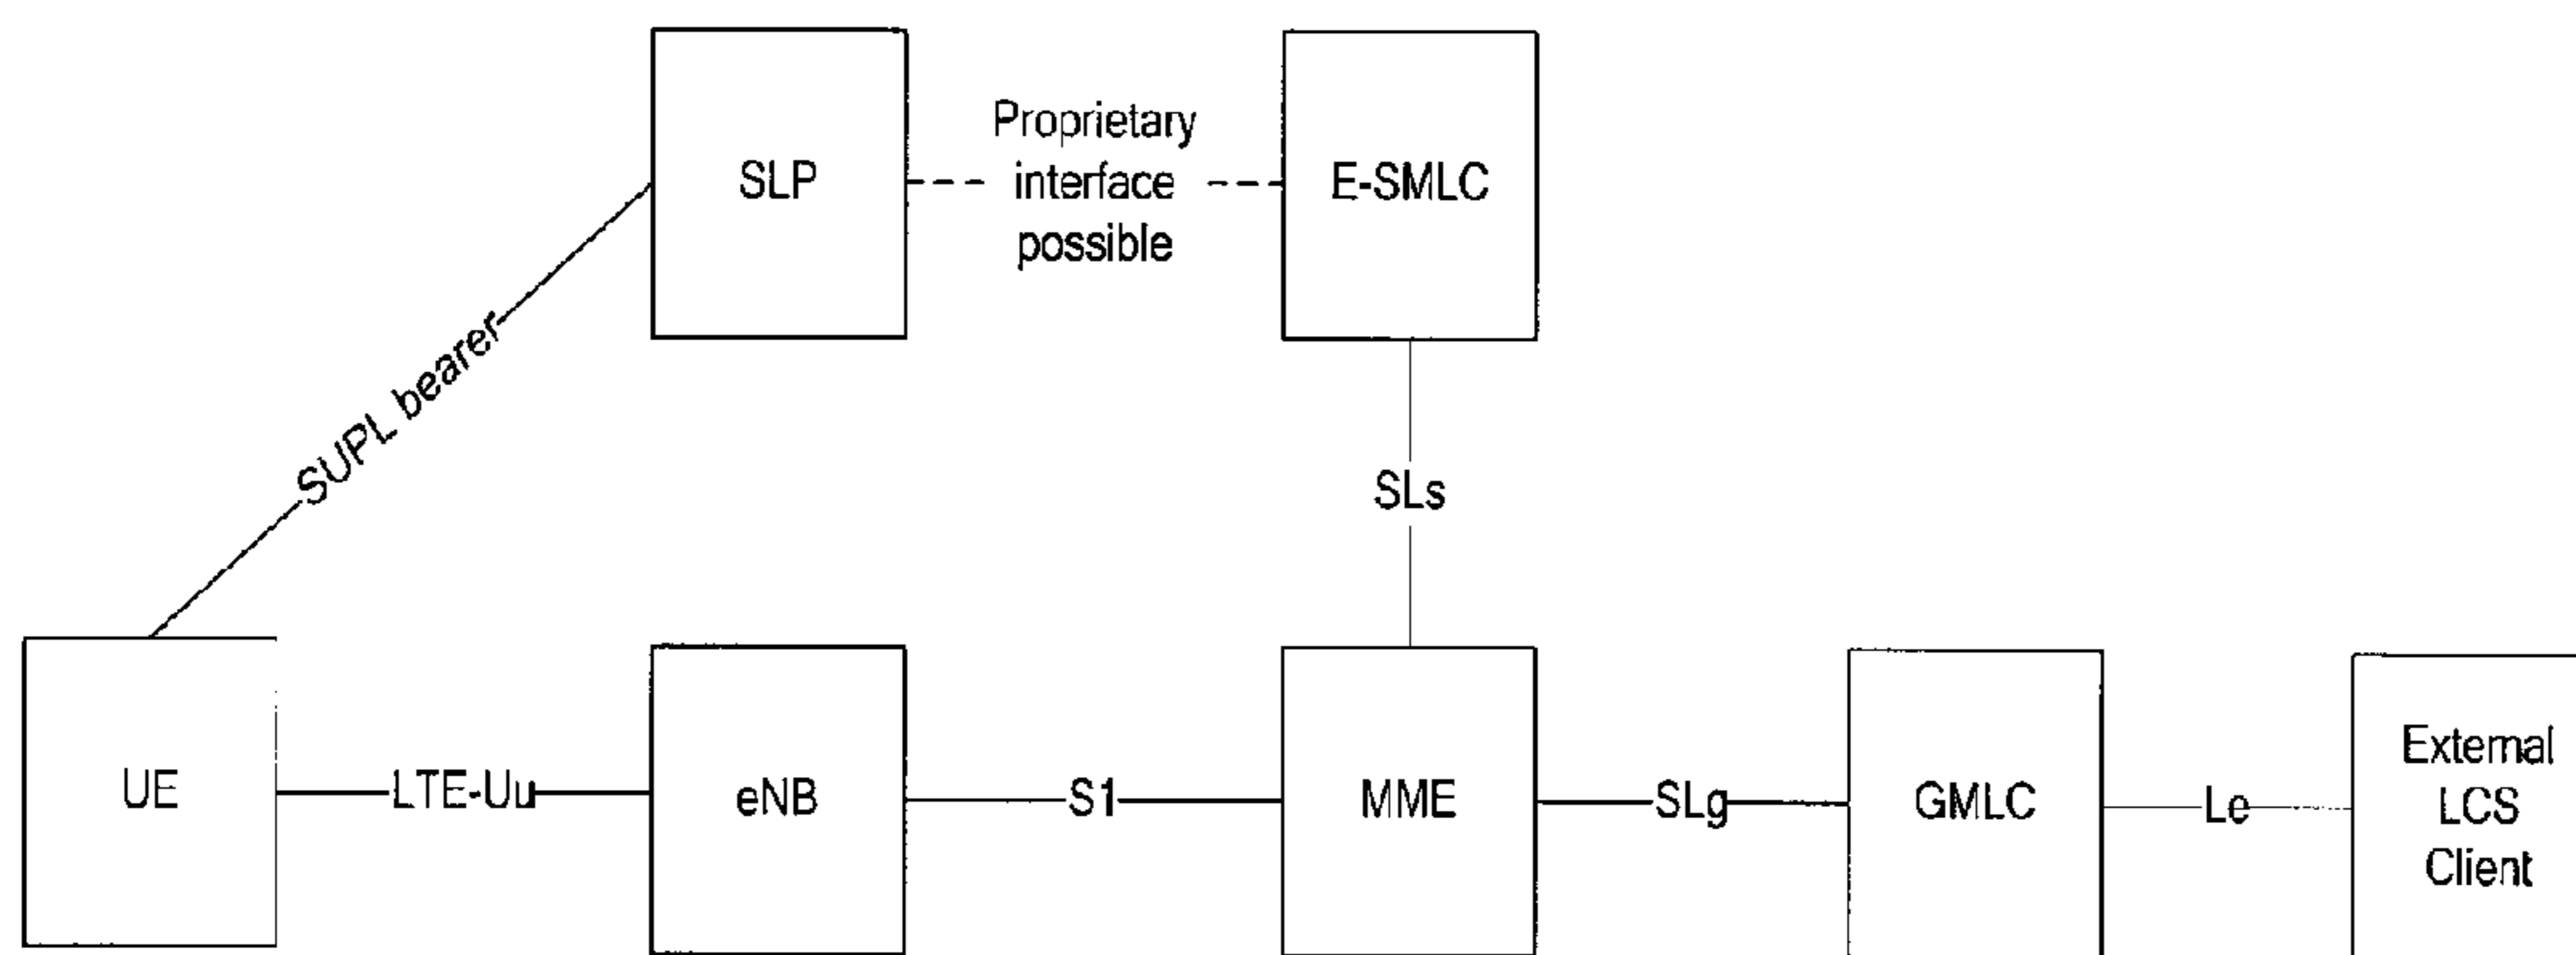 SLP
Proprietary
interface
possible
E-SMLC
SUPL bearer
SLs
UE
LTE-Uu
eNB
S1
MME
SLg
GMLC
Le
External
LCS
Client